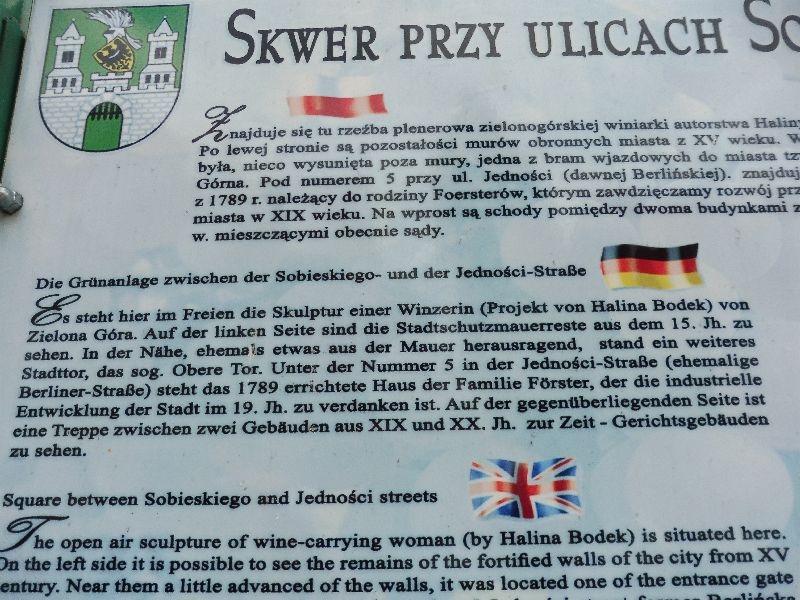 SKWER PRZY ULICACH
Znajduje się tu rzeźba plenerowa zielonogórskiej winiarki autorstwa Halin
Po lewej stronie są pozostałości murów obronnych miasta z XV wieku. W
była, nieco wysunięta poza mury, jedna z bram wjazdowych do miasta tz
Górna. Pod numerem 5 przy ul. Jedności (dawnej Berlińskiej). znajduj
z 1789 r. należący do rodziny Foersterów, którym zawdzięczamy rozwój prz
miasta w XIX wieku. Na wprost są schody pomiędzy dwoma budynkami z
w. mieszczącymi obecnie sądy.
Die Grünanlage zwischen der Sobieskiego- und der Jedności-Straße
Es steht hier im Freien die Skulptur einer Winzerin (Projekt von Halina Bodek) von
Zielona Góra. Auf der linken Seite sind die Stadtschutzmauerreste aus dem 15. Jh. zu
sehen. In der Nähe, ehemals etwas aus der Mauer herausragend, stand ein weiteres
Stadttor, das sog. Obere Tor. Unter der Nummer 5 in der Jedności-Straße (ehemalige
Berliner-Straße) steht das 1789 errichtete Haus der Familie Förster, der die industrielle
Entwicklung der Stadt im 19. Jh. zu verdanken ist. Auf der gegenüberliegenden Seite ist
eine Treppe zwischen zwei Gebäuden aus XIX und XX. Jh. zur Zeit - Gerichtsgebäuden
zu sehen.
Square between Sobieskiego and Jedności streets
The open air sculpture of wine-carrying woman (by Halina Bodek) is situated here.
On the left side it is possible to see the remains of the fortified walls of the city from XV
entury. Near them a little advanced of the walls, it was located one of the entrance gate